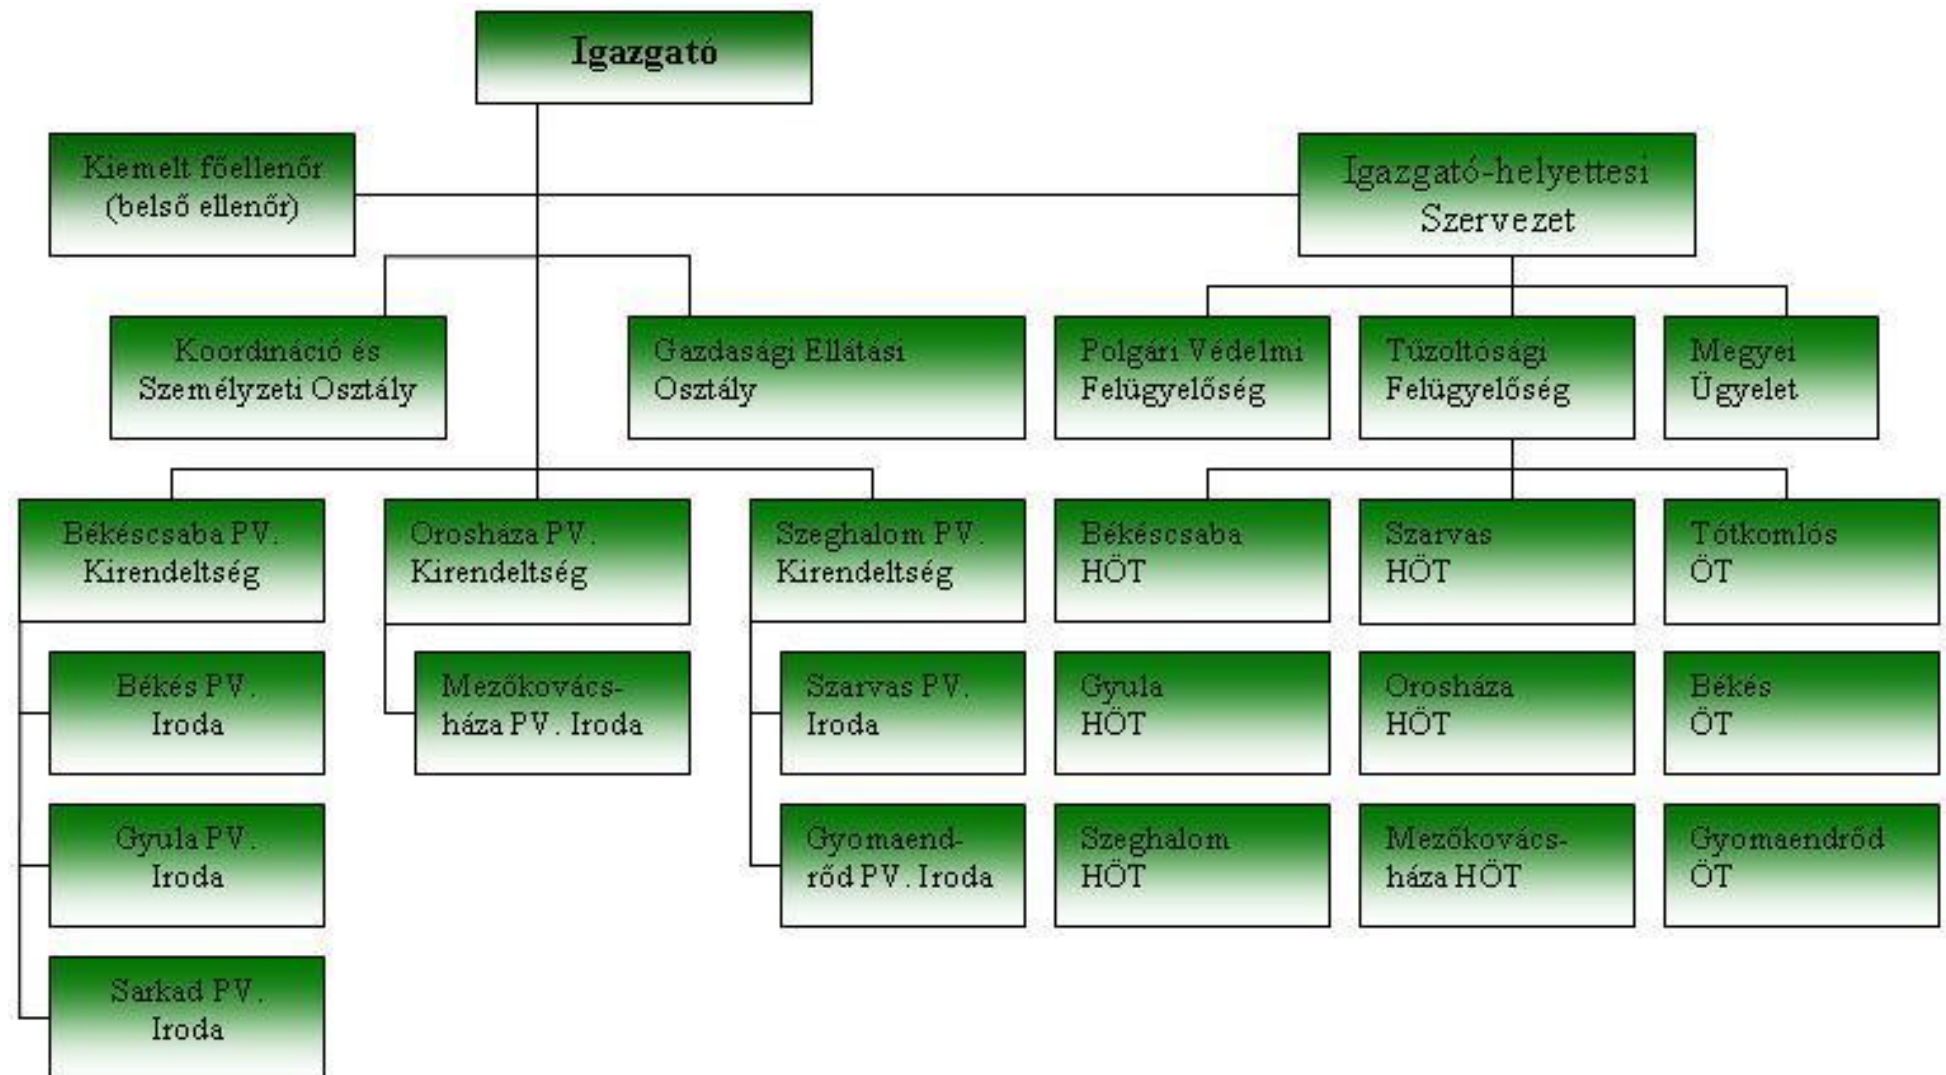 Igazgató
Kiemelt főellenőr
(belső ellenőr)
Igazgató-helyettesi
Szervezet
Koordináció és
Személyzeti Osztály
Gazdasági Ellátási
Osztály
Polgári Védelmi
Felügyelőség
Tűzoltósági
Felügyelőség
Megyei
Ügyelet
Békéscsaba PV.
Kirendeltség
Orosháza PV.
Kirendeltség
Szeghalom PV.
Kirendeltség
Békéscsaba
HÖT
Szarvas
HÖT
Tótkomlós
ÖT
Békés PV.
Iroda
Mezőkovács-
háza PV. Iroda
Szarvas PV.
Iroda
Gyula
HÖT
Orosháza
HÖT
Békés
ÖT
Gyula PV.
Iroda
Gyomaend-
rőd PV. Iroda
Szeghalom
HÖT
Mezőkovács-
háza HÖT
Gyomaendrőd
ÖT
Sarkad PV.
Iroda